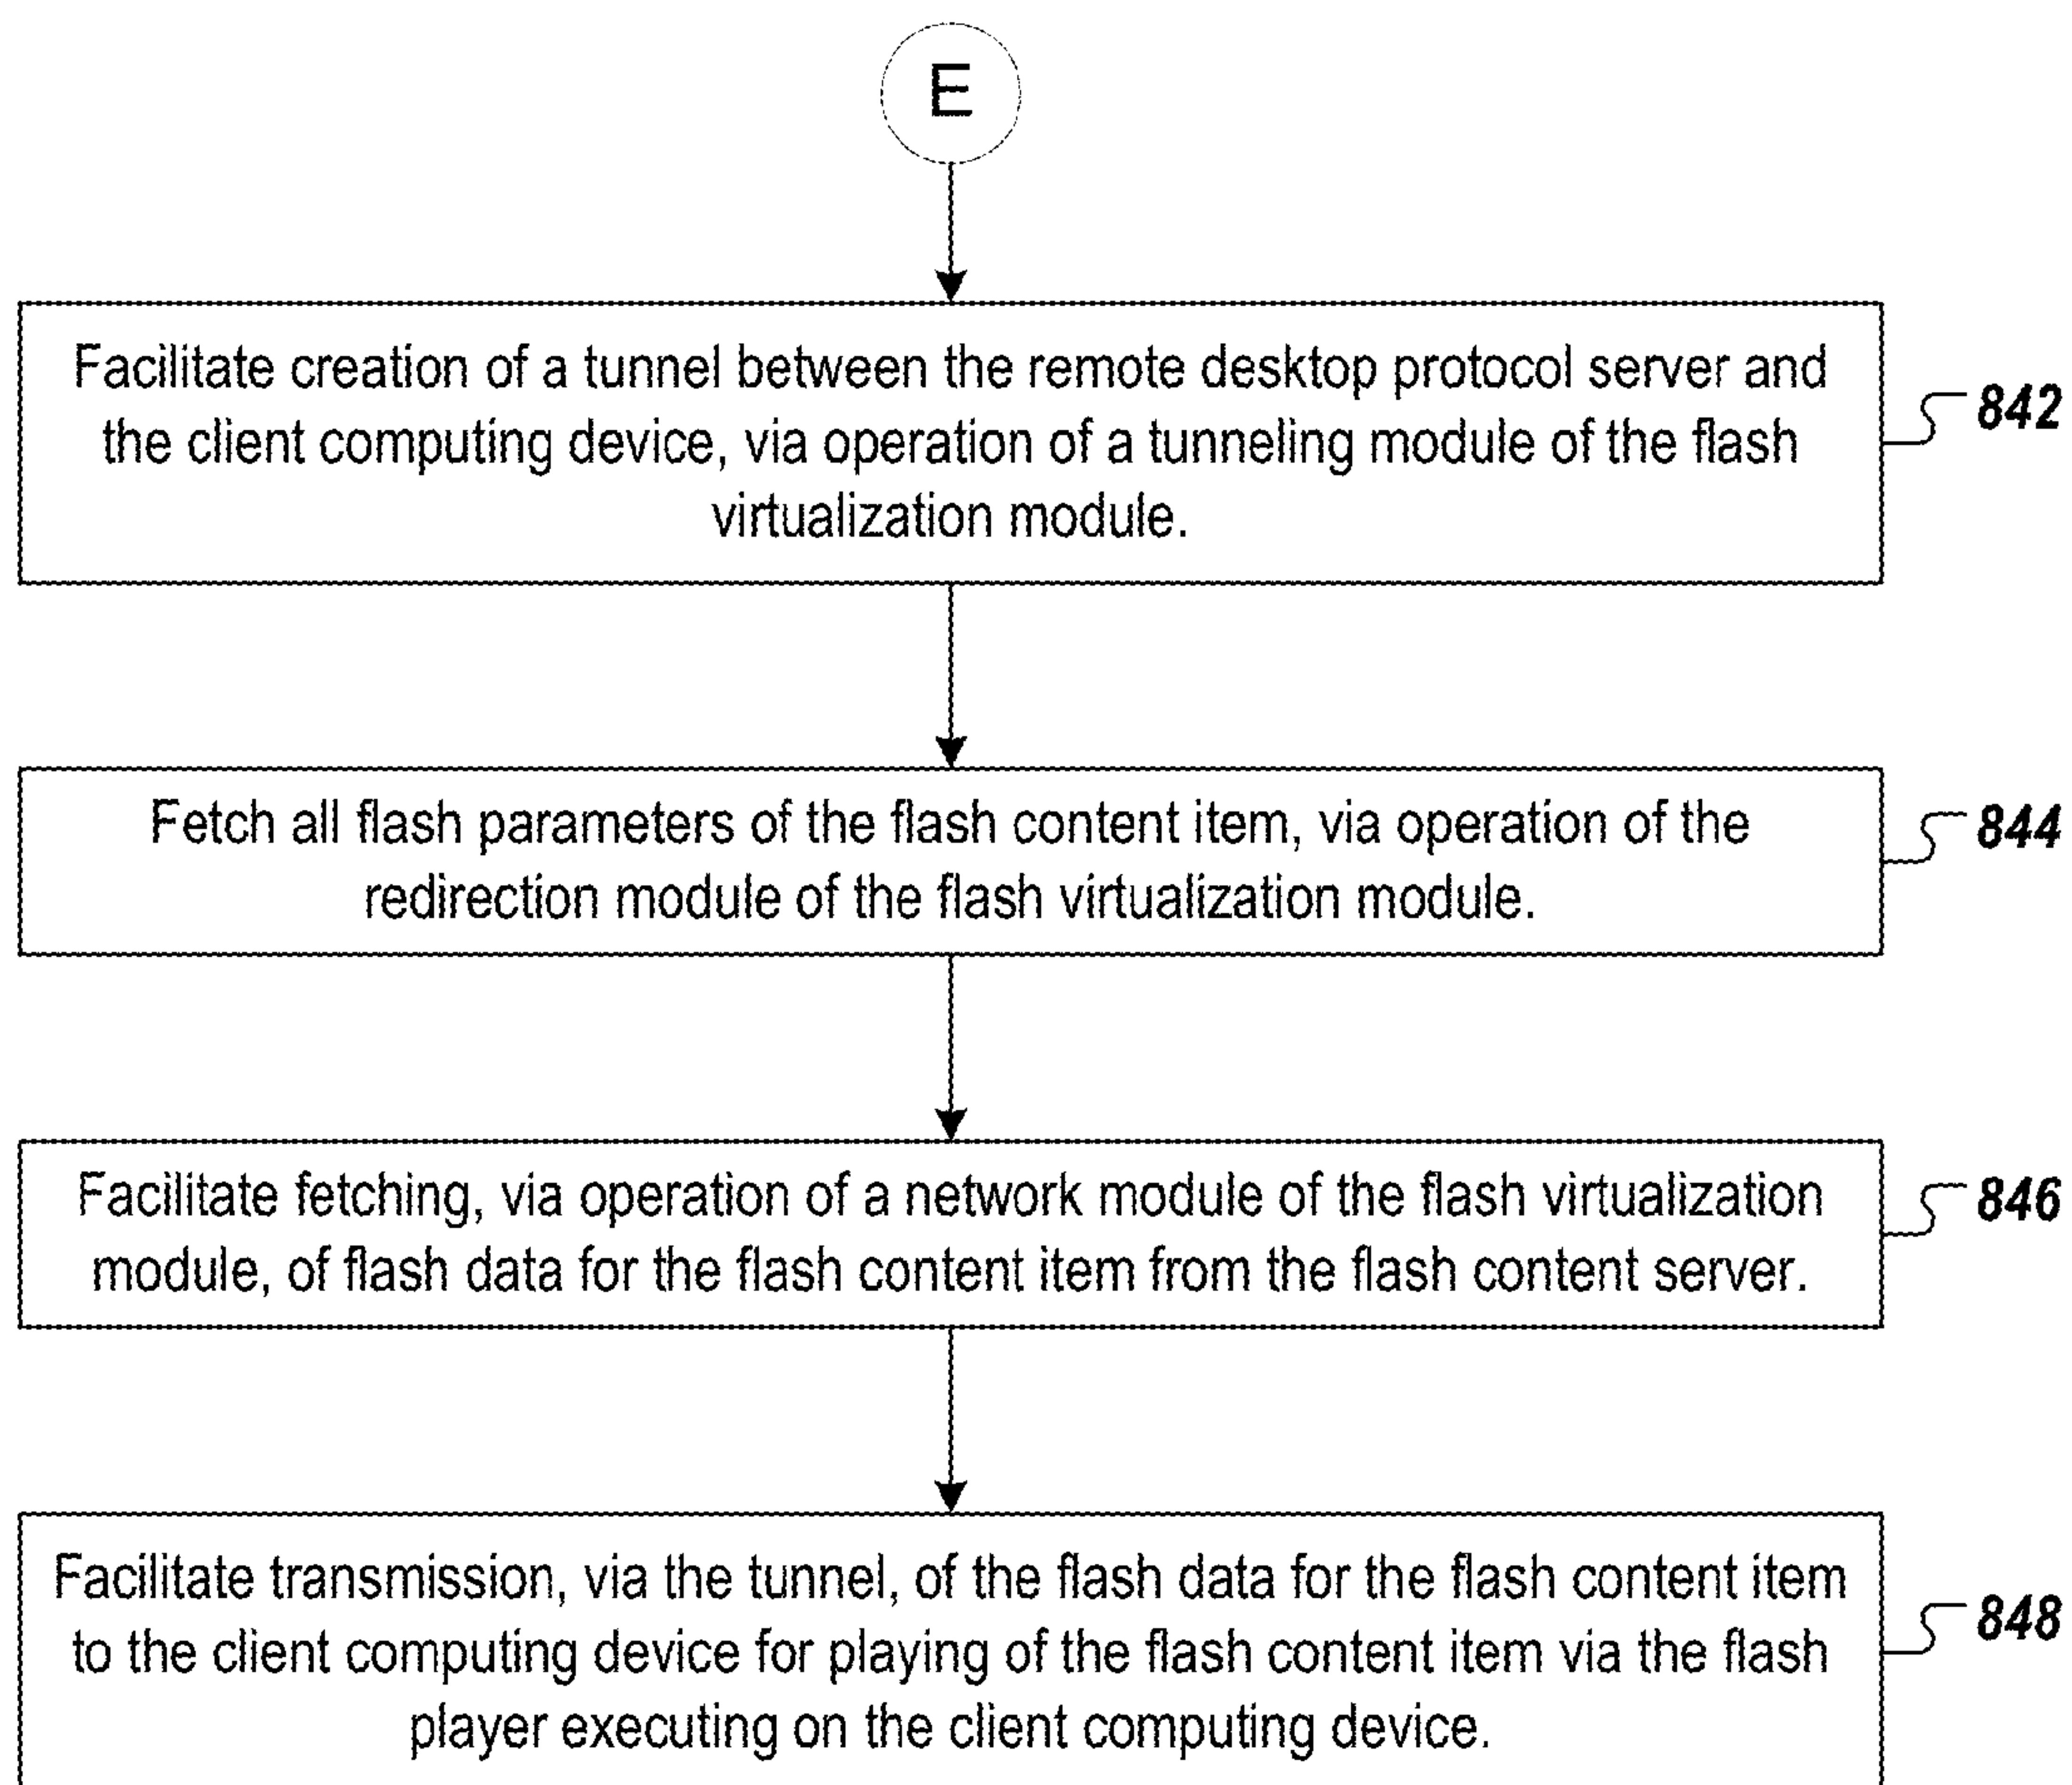 E
Facilitate creation of a tunnel between the remote desktop protocol server and
the client computing device, via operation of a tunneling module of the flash
virtualization module.
842
Fetch all flash parameters of the flash content item, via operation of the
redirection module of the flash virtualization module.
844
Facilitate fetching, via operation of a network module of the flash virtualization
module, of flash data for the flash content item from the flash content server.
846
Facilitate transmission, via the tunnel, of the flash data for the flash content item
to the client computing device for playing of the flash content item via the flash
player executing on the client computing device.
848